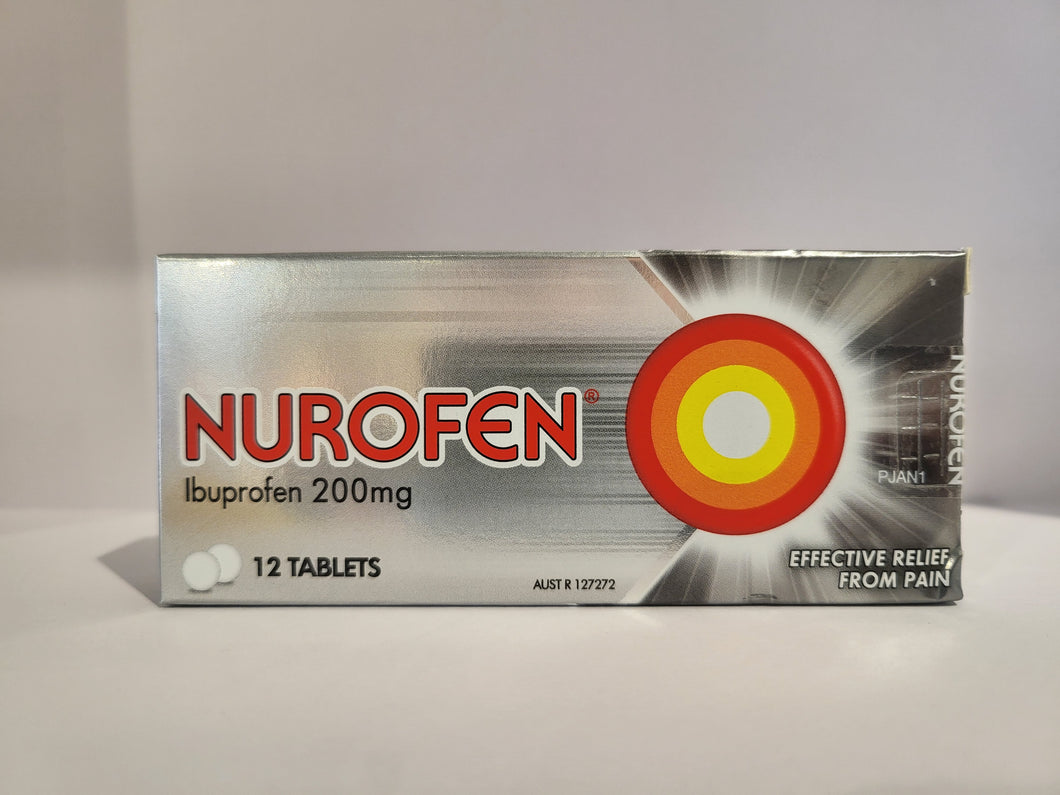 NUROFEN®
Ibuprofen 200mg
12 TABLETS
AUST R 127272
PJAN1
NUROFEN
EFFECTIVE RELIEF
FROM PAIN